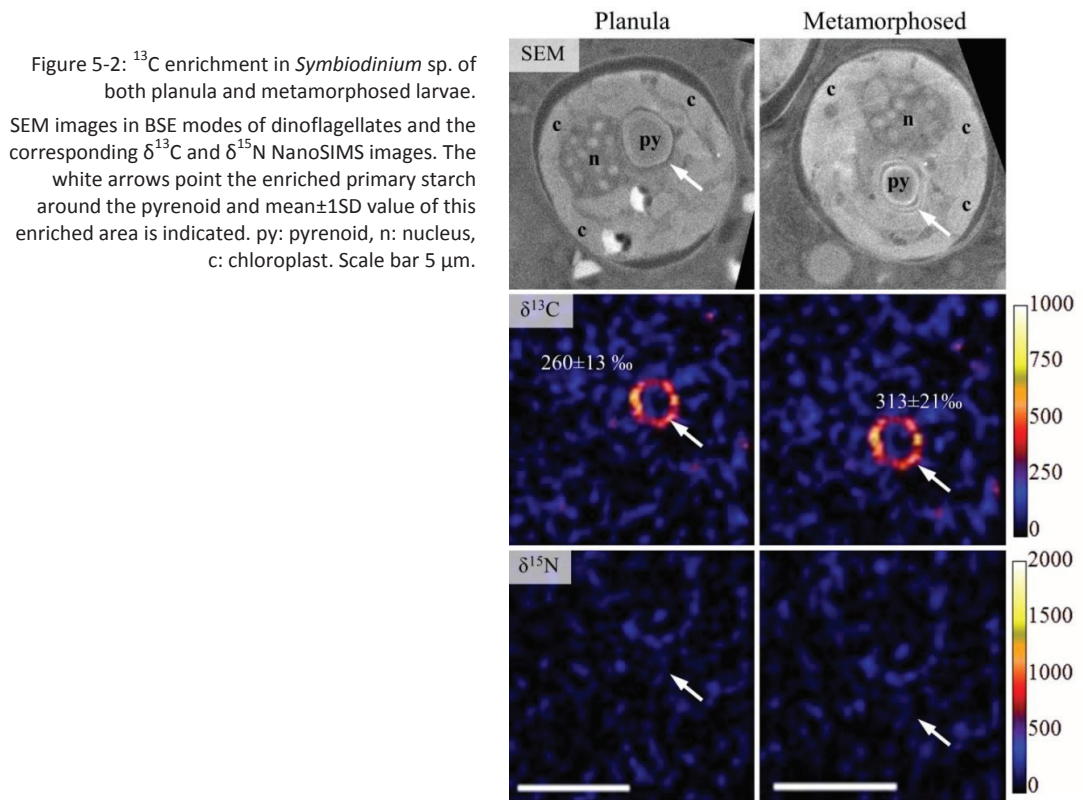 Figure 5-2: ¹³C enrichment in Symbiodinium sp. of
both planula and metamorphosed larvae.
SEM images in BSE modes of dinoflagellates and the
corresponding δ¹³C and δ¹⁵N NanoSIMS images. The
white arrows point the enriched primary starch
around the pyrenoid and mean±1SD value of this
enriched area is indicated. py: pyrenoid, n: nucleus,
c: chloroplast. Scale bar 5 μm.
Planula
Metamorphosed
SEM
c
c
py
n
c
c
n
c
py
c
δ¹³C
260±13 ‰
313±21‰
1000
750
500
250
0
δ¹⁵N
2000
1500
1000
500
0